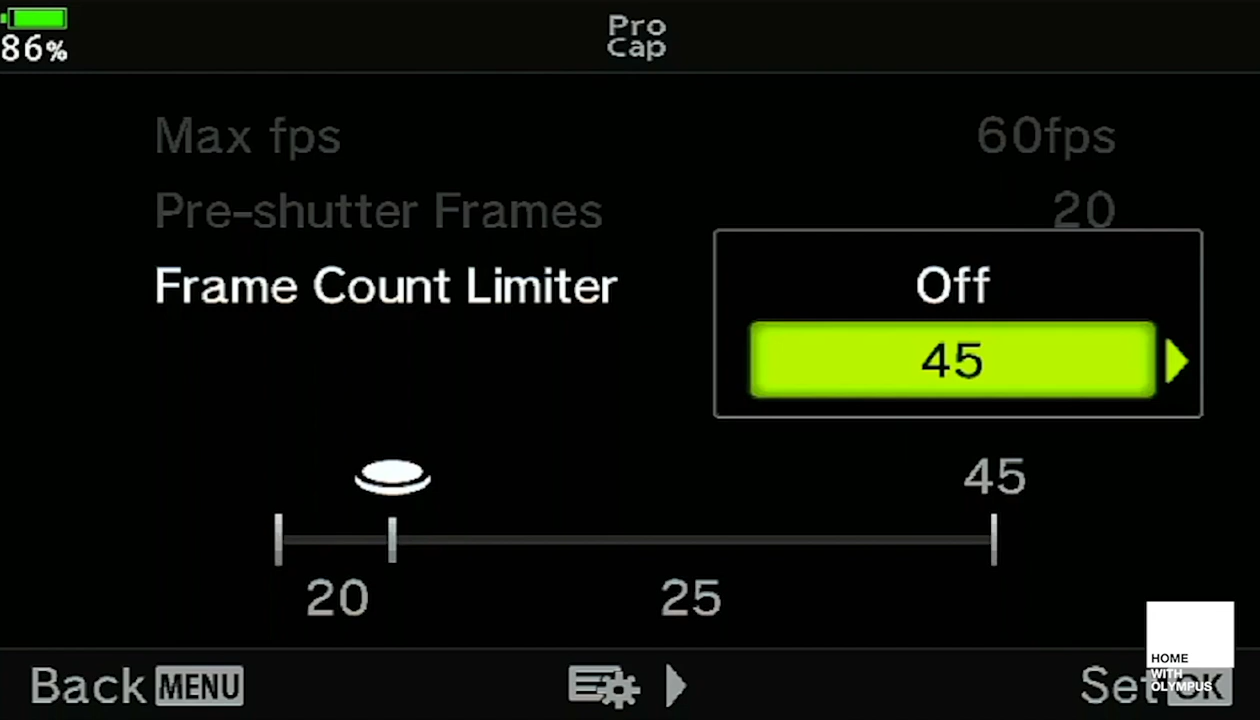 86%
Pro
Cap
Max fps 60fps
Pre-shutter Frames 20
Frame Count Limiter Off
45
45
20 25
Back MENU Set OK
HOME
WITH
OLYMPUS